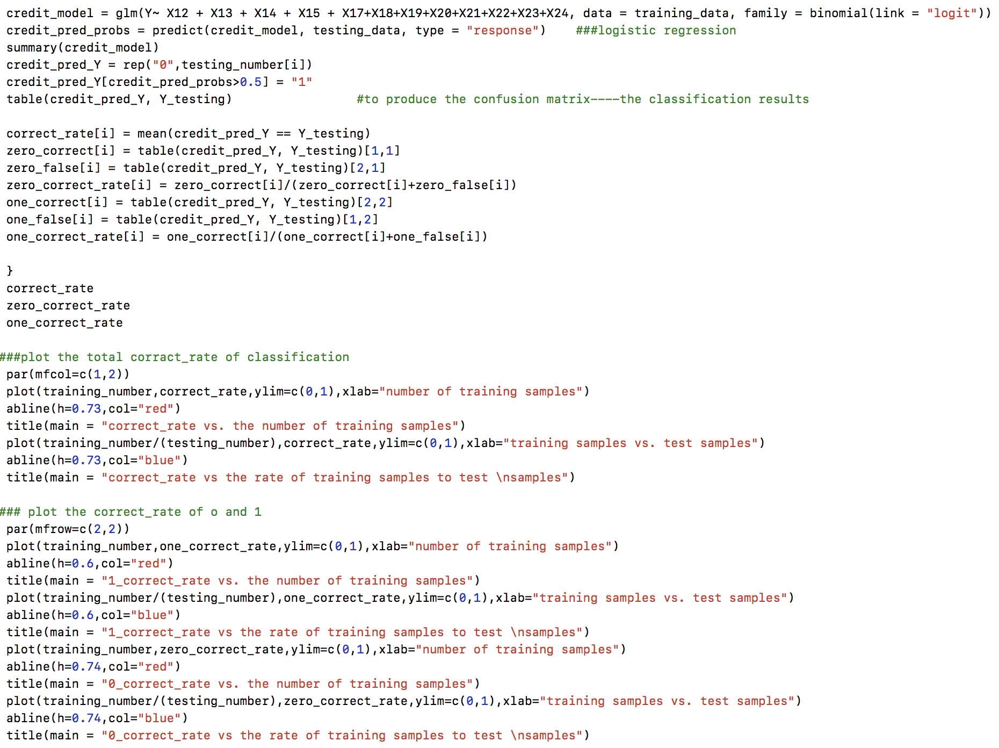 credit_model = glm(Y~ X12 + X13 + X14 + X15 + X17+X18+X19+X20+X21+X22+X23+X24, data = training_data, family = binomial(link = "logit"))
credit_pred_probs = predict(credit_model, testing_data, type = "response")    ###logistic regression
summary(credit_model)
credit_pred_Y = rep("0",testing_number[i])
credit_pred_Y[credit_pred_probs>0.5] = "1"
table(credit_pred_Y, Y_testing)                 #to produce the confusion matrix----the classification results
correct_rate[i] = mean(credit_pred_Y == Y_testing)
zero_correct[i] = table(credit_pred_Y, Y_testing)[1,1]
zero_false[i] = table(credit_pred_Y, Y_testing)[2,1]
zero_correct_rate[i] = zero_correct[i]/(zero_correct[i]+zero_false[i])
one_correct[i] = table(credit_pred_Y, Y_testing)[2,2]
one_false[i] = table(credit_pred_Y, Y_testing)[1,2]
one_correct_rate[i] = one_correct[i]/(one_correct[i]+one_false[i])
}
correct_rate
zero_correct_rate
one_correct_rate
###plot the total corract_rate of classification
par(mfcol=c(1,2))
plot(training_number,correct_rate,ylim=c(0,1),xlab="number of training samples")
abline(h=0.73,col="red")
title(main = "correct_rate vs. the number of training samples")
plot(training_number/(testing_number),correct_rate,ylim=c(0,1),xlab="training samples vs. test samples")
abline(h=0.73,col="blue")
title(main = "correct_rate vs the rate of training samples to test \nsamples")
### plot the correct_rate of o and 1
par(mfrow=c(2,2))
plot(training_number,one_correct_rate,ylim=c(0,1),xlab="number of training samples")
abline(h=0.6,col="red")
title(main = "1_correct_rate vs. the number of training samples")
plot(training_number/(testing_number),one_correct_rate,ylim=c(0,1),xlab="training samples vs. test samples")
abline(h=0.6,col="blue")
title(main = "1_correct_rate vs the rate of training samples to test \nsamples")
plot(training_number,zero_correct_rate,ylim=c(0,1),xlab="number of training samples")
abline(h=0.74,col="red")
title(main = "0_correct_rate vs. the number of training samples")
plot(training_number/(testing_number),zero_correct_rate,ylim=c(0,1),xlab="training samples vs. test samples")
abline(h=0.74,col="blue")
title(main = "0_correct_rate vs the rate of training samples to test \nsamples")